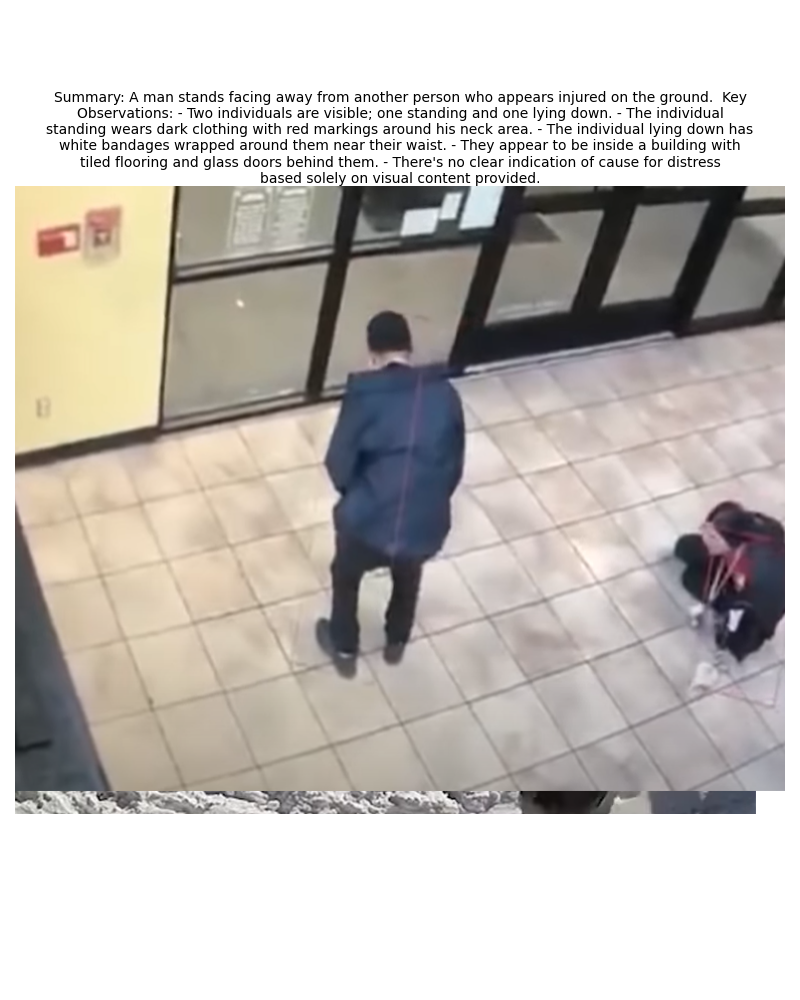 Summary: A man stands facing away from another person who appears injured on the ground.  Key
Observations: - Two individuals are visible; one standing and one lying down. - The individual
standing wears dark clothing with red markings around his neck area. - The individual lying down has
white bandages wrapped around them near their waist. - They appear to be inside a building with
tiled flooring and glass doors behind them. - There's no clear indication of cause for distress
based solely on visual content provided.